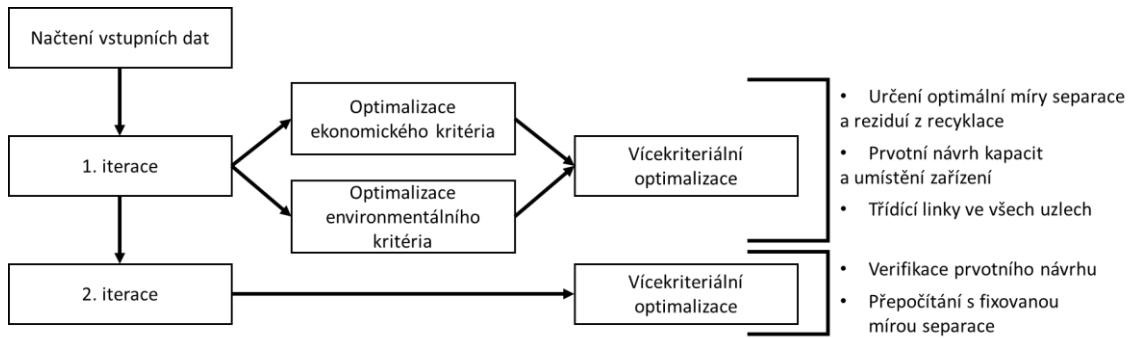 Načtení vstupních dat
Optimalizace
ekonomického kritéria
1. iterace
Optimalizace
environmentálního
kritéria
Vícekriteriální
optimalizace
• Určení optimální míry separace
a reziduí z recyklace
• Prvotní návrh kapacit
a umístění zařízení
• Třídící linky ve všech uzlech
2. iterace
Vícekriteriální
optimalizace
• Verifikace prvotního návrhu
• Přepočítání s fixovanou
mírou separace